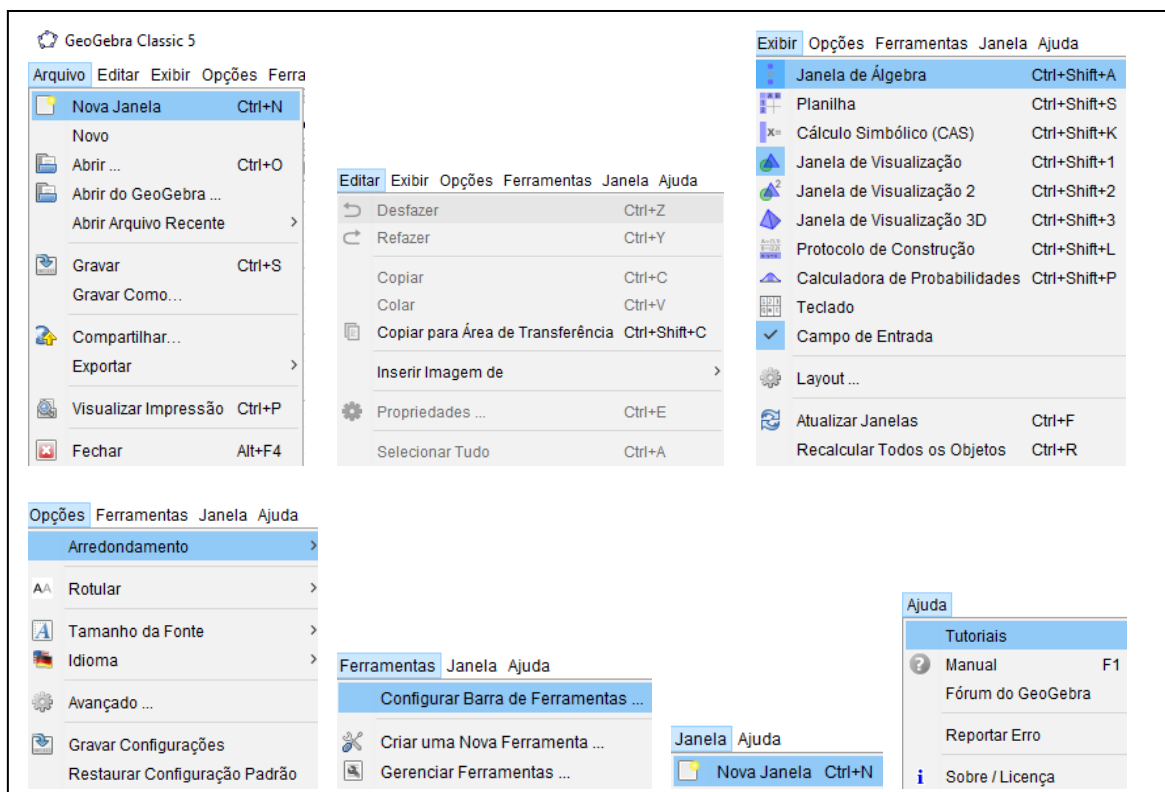 GeoGebra Classic 5
Arquivo Editar Exibir Opções Ferra
Nova Janela Ctrl+N
Novo
Abrir ... Ctrl+O
Abrir do GeoGebra ...
Abrir Arquivo Recente >
Gravar Ctrl+S
Gravar Como...
Compartilhar...
Exportar >
Visualizar Impressão Ctrl+P
Fechar Alt+F4
Editar Exibir Opções Ferramentas Janela Ajuda
Desfazer Ctrl+Z
Refazer Ctrl+Y
Copiar Ctrl+C
Colar Ctrl+V
Copiar para Área de Transferência Ctrl+Shift+C
Inserir Imagem de >
Propriedades ... Ctrl+E
Selecionar Tudo Ctrl+A
Exibir Opções Ferramentas Janela Ajuda
Janela de Álgebra Ctrl+Shift+A
Planilha Ctrl+Shift+S
X= Cálculo Simbólico (CAS) Ctrl+Shift+K
Janela de Visualização Ctrl+Shift+1
2 Janela de Visualização 2 Ctrl+Shift+2
Janela de Visualização 3D Ctrl+Shift+3
Protocolo de Construção Ctrl+Shift+L
Calculadora de Probabilidades Ctrl+Shift+P
Teclado
Campo de Entrada
Layout ...
Atualizar Janelas Ctrl+F
Recalcular Todos os Objetos Ctrl+R
Opções Ferramentas Janela Ajuda
Arredondamento >
AA Rotular >
A Tamanho da Fonte >
Idioma >
Avançado ...
Gravar Configurações
Restaurar Configuração Padrão
Ferramentas Janela Ajuda
Configurar Barra de Ferramentas ...
Criar uma Nova Ferramenta ...
Gerenciar Ferramentas ...
Janela Ajuda
Nova Janela Ctrl+N
Ajuda
Tutoriais
? Manual F1
Fórum do GeoGebra
Reportar Erro
i Sobre / Licença